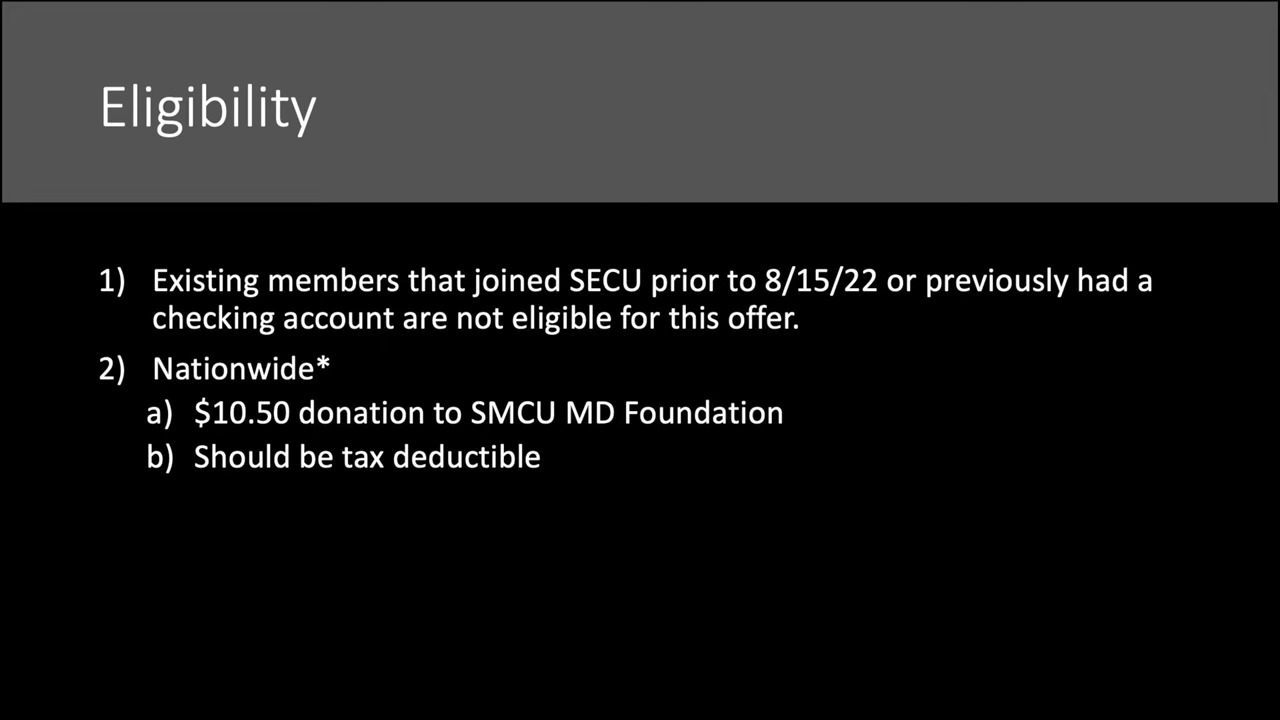 Eligibility
1) Existing members that joined SECU prior to 8/15/22 or previously had a
checking account are not eligible for this offer.
2) Nationwide*
a) $10.50 donation to SMCU MD Foundation
b) Should be tax deductible